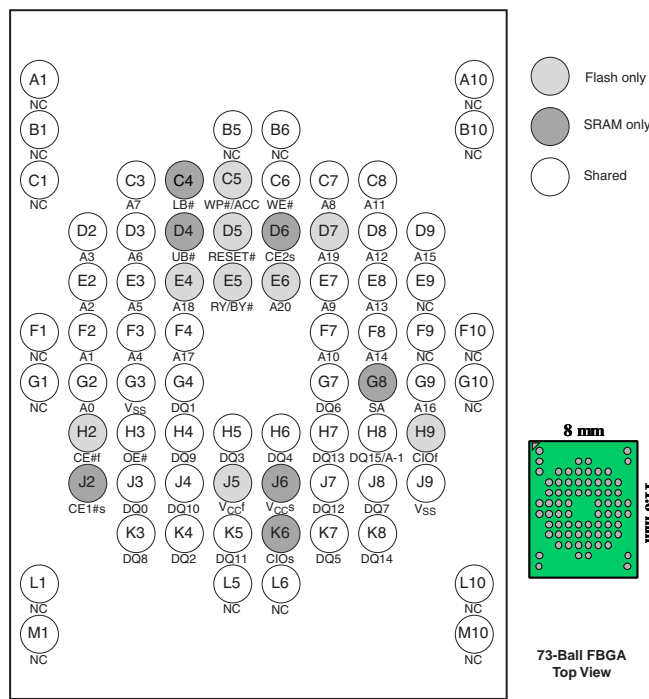 A1 A10
NC NC
Flash only
B1 B5 B6 B10
NC NC NC NC
SRAM only
C1 C3 C4 C5 C6 C7 C8
NC A7 LB# WP#/ACC WE# A8 A11
Shared
D2 D3 D4 D5 D6 D7 D8 D9
A3 A6 UB# RESET# CE2s A19 A12 A15
E2 E3 E4 E5 E6 E7 E8 E9
A2 A5 A18 RY/BY# A20 A9 A13 NC
F1 F2 F3 F4 F7 F8 F9 F10
NC A1 A4 A17 A10 A14 NC NC
G1 G2 G3 G4 G7 G8 G9 G10
NC A0 VSS DQ1 DQ6 SA A16 NC
H2 H3 H4 H5 H6 H7 H8 H9
CE#f OE# DQ9 DQ3 DQ4 DQ13 DQ15/A-1 CIOf
J2 J3 J4 J5 J6 J7 J8 J9
CE1#s DQ0 DQ10 VCCf VCCs DQ12 DQ7 VSS
K3 K4 K5 K6 K7 K8
DQ8 DQ2 DQ11 CIOs DQ5 DQ14
L1 L5 L6 L10
NC NC NC NC
M1 M10
NC NC
8 mm
73-Ball FBGA
Top View